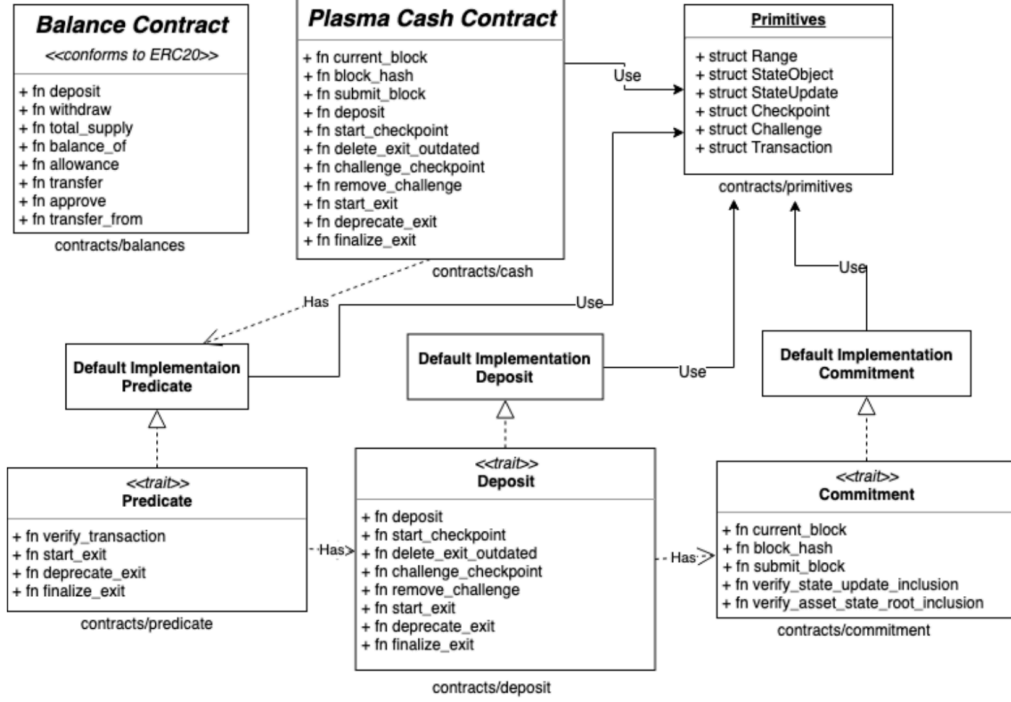 Balance Contract
<<conforms to ERC20>>
+ fn deposit
+ fn withdraw
+ fn total_supply
+ fn balance_of
+ fn allowance
+ fn transfer
+ fn approve
+ fn transfer_from
contracts/balances
Plasma Cash Contract
+ fn current_block
+ fn block_hash
+ fn submit_block
+ fn deposit
+ fn start_checkpoint
+ fn delete_exit_outdated
+ fn challenge_checkpoint
+ fn remove_challenge
+ fn start_exit
+ fn deprecate_exit
+ fn finalize_exit
contracts/cash
Use
Primitives
+ struct Range
+ struct StateObject
+ struct StateUpdate
+ struct Checkpoint
+ struct Challenge
+ struct Transaction
contracts/primitives
Has
Use
Use
Use
Default Implementaion
Predicate
Default Implementation
Deposit
Default Implementation
Commitment
<<trait>>
Predicate
+ fn verify_transaction
+ fn start_exit
+ fn deprecate_exit
+ fn finalize_exit
contracts/predicate
Has
<<trait>>
Deposit
+ fn deposit
+ fn start_checkpoint
+ fn delete_exit_outdated
+ fn challenge_checkpoint
+ fn remove_challenge
+ fn start_exit
+ fn deprecate_exit
+ fn finalize_exit
contracts/deposit
Has
<<trait>>
Commitment
+ fn current_block
+ fn block_hash
+ fn submit_block
+ fn verify_state_update_inclusion
+ fn verify_asset_state_root_inclusion
contracts/commitment